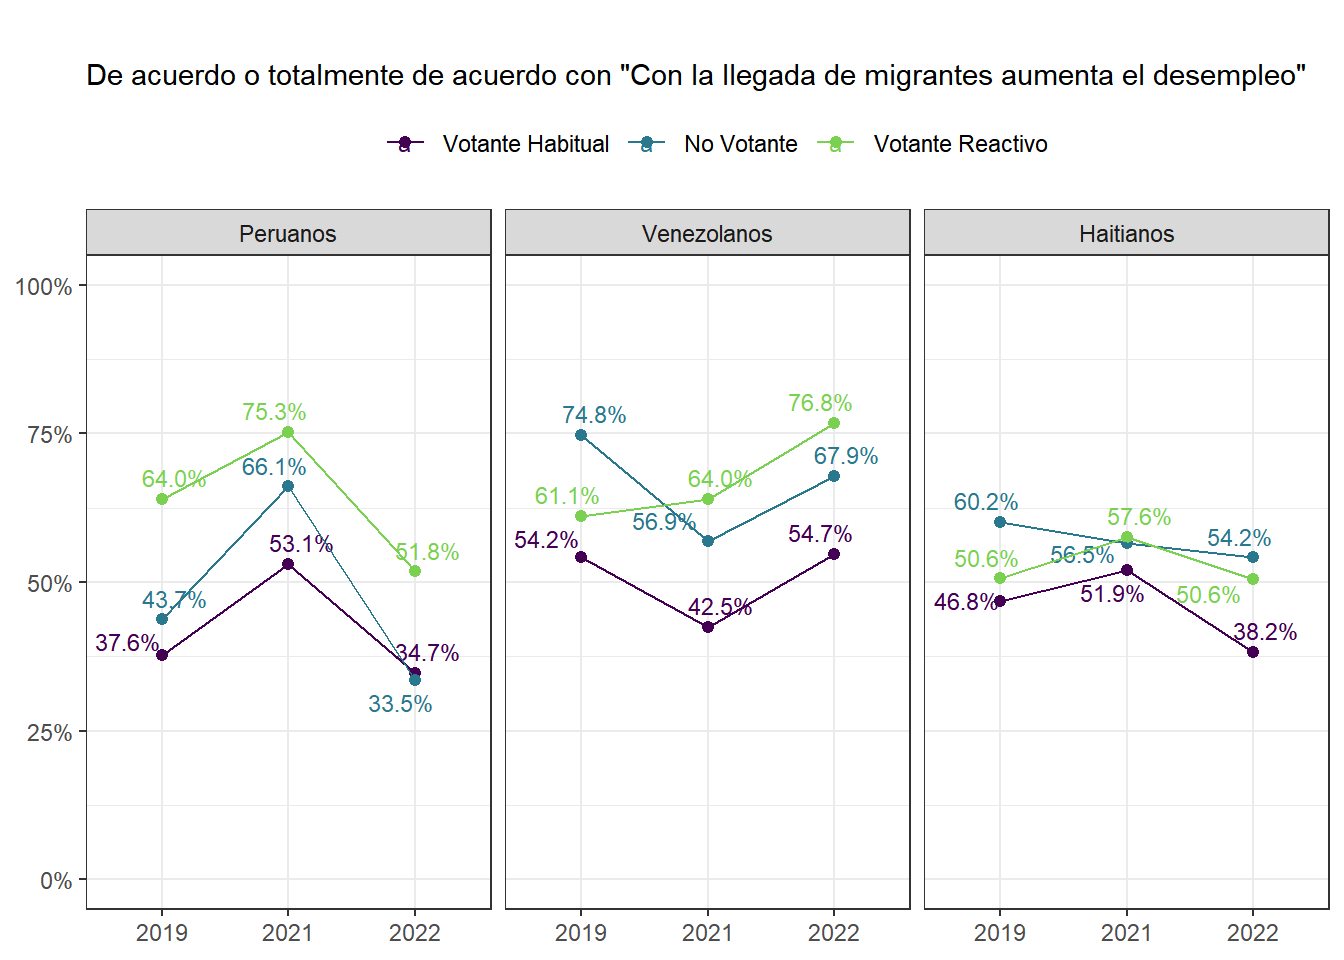 De acuerdo o totalmente de acuerdo con "Con la llegada de migrantes aumenta el desempleo"
a Votante Habitual a No Votante a Votante Reactivo
Peruanos Venezolanos Haitianos
100%
75%
50%
25%
0%
64.0% 75.3% 51.8%
43.7% 66.1% 33.5%
37.6% 53.1% 34.7%
74.8% 56.9% 67.9%
61.1% 64.0% 76.8%
54.2% 42.5% 54.7%
60.2% 56.5% 54.2%
50.6% 57.6% 50.6%
46.8% 51.9% 38.2%
2019 2021 2022 2019 2021 2022 2019 2021 2022